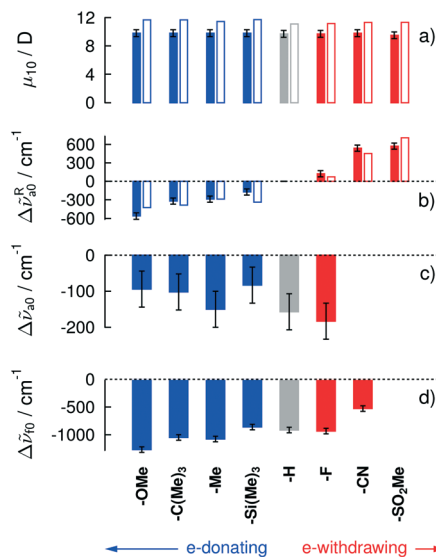 μ10 / D
12
8
4
0
a)
Δν̃ᴿa0 / cm⁻¹
600
300
0
-300
-600
b)
Δν̃a0 / cm⁻¹
0
-100
-200
c)
Δν̃f0 / cm⁻¹
0
-500
-1000
d)
-OMe
-C(Me)3
-Me
-Si(Me)3
-H
-F
-CN
-SO2Me
e-donating
e-withdrawing